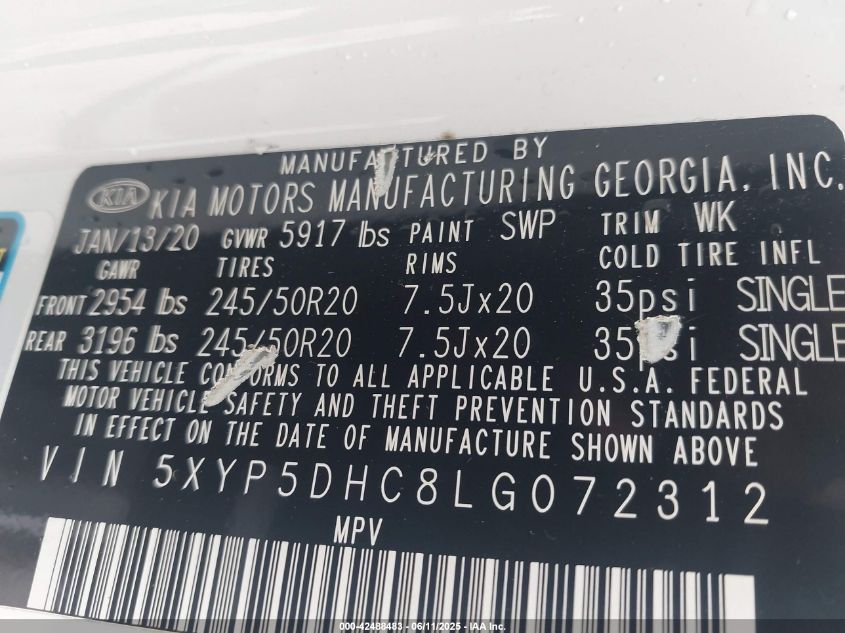 MANUFACTURED BY
KIA KIA MOTORS MANUFACTURING GEORGIA, INC.
JAN/13/20 GVWR 5917 lbs PAINT SWP TRIM WK
GAWR TIRES RIMS COLD TIRE INFL
FRONT 2954 lbs 245/50R20 7.5Jx20 35psi SINGLE
REAR 3196 lbs 245/50R20 7.5Jx20 35psi SINGLE
THIS VEHICLE CONFORMS TO ALL APPLICABLE U.S.A. FEDERAL
MOTOR VEHICLE SAFETY AND THEFT PREVENTION STANDARDS
IN EFFECT ON THE DATE OF MANUFACTURE SHOWN ABOVE
VIN 5XYP5DHC8LG072312
MPV
000-42488483 - 06/11/2025 - IAA Inc.